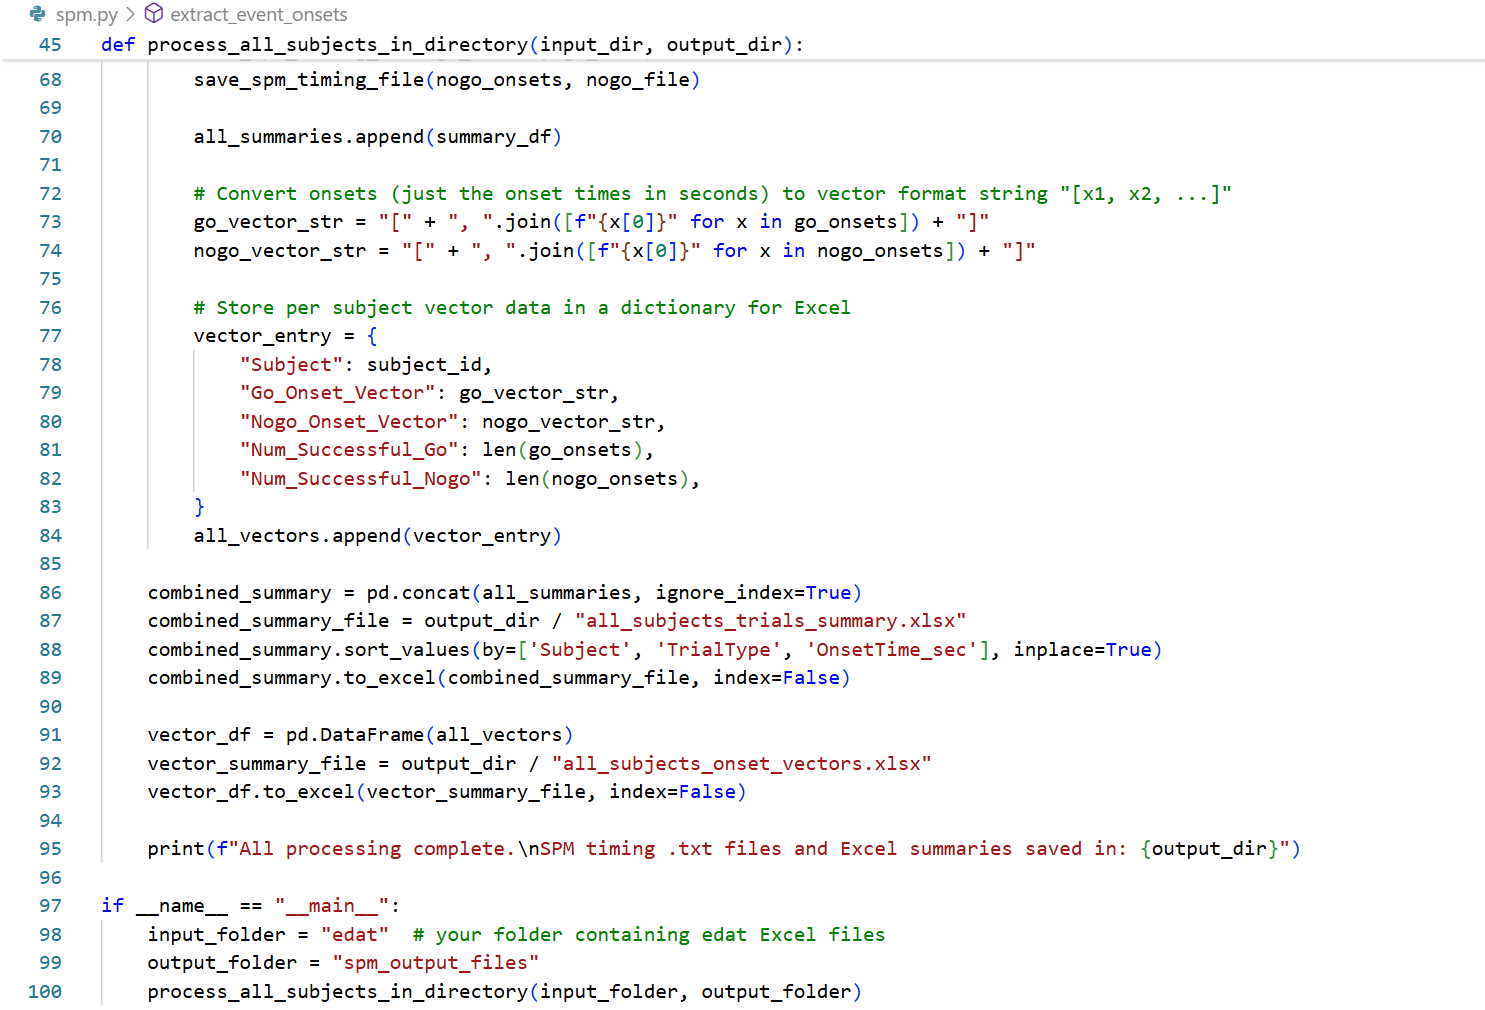 spm.py > extract_event_onsets
45 def process_all_subjects_in_directory(input_dir, output_dir):
68 save_spm_timing_file(nogo_onsets, nogo_file)
69
70 all_summaries.append(summary_df)
71
72 # Convert onsets (just the onset times in seconds) to vector format string "[x1, x2, ...]"
73 go_vector_str = "[" + ", ".join([f"{x[0]}" for x in go_onsets]) + "]"
74 nogo_vector_str = "[" + ", ".join([f"{x[0]}" for x in nogo_onsets]) + "]"
75
76 # Store per subject vector data in a dictionary for Excel
77 vector_entry = {
78 "Subject": subject_id,
79 "Go_Onset_Vector": go_vector_str,
80 "Nogo_Onset_Vector": nogo_vector_str,
81 "Num_Successful_Go": len(go_onsets),
82 "Num_Successful_Nogo": len(nogo_onsets),
83 }
84 all_vectors.append(vector_entry)
85
86 combined_summary = pd.concat(all_summaries, ignore_index=True)
87 combined_summary_file = output_dir / "all_subjects_trials_summary.xlsx"
88 combined_summary.sort_values(by=['Subject', 'TrialType', 'OnsetTime_sec'], inplace=True)
89 combined_summary.to_excel(combined_summary_file, index=False)
90
91 vector_df = pd.DataFrame(all_vectors)
92 vector_summary_file = output_dir / "all_subjects_onset_vectors.xlsx"
93 vector_df.to_excel(vector_summary_file, index=False)
94
95 print(f"All processing complete.\nSPM timing .txt files and Excel summaries saved in: {output_dir}")
96
97 if __name__ == "__main__":
98 input_folder = "edat" # your folder containing edat Excel files
99 output_folder = "spm_output_files"
100 process_all_subjects_in_directory(input_folder, output_folder)